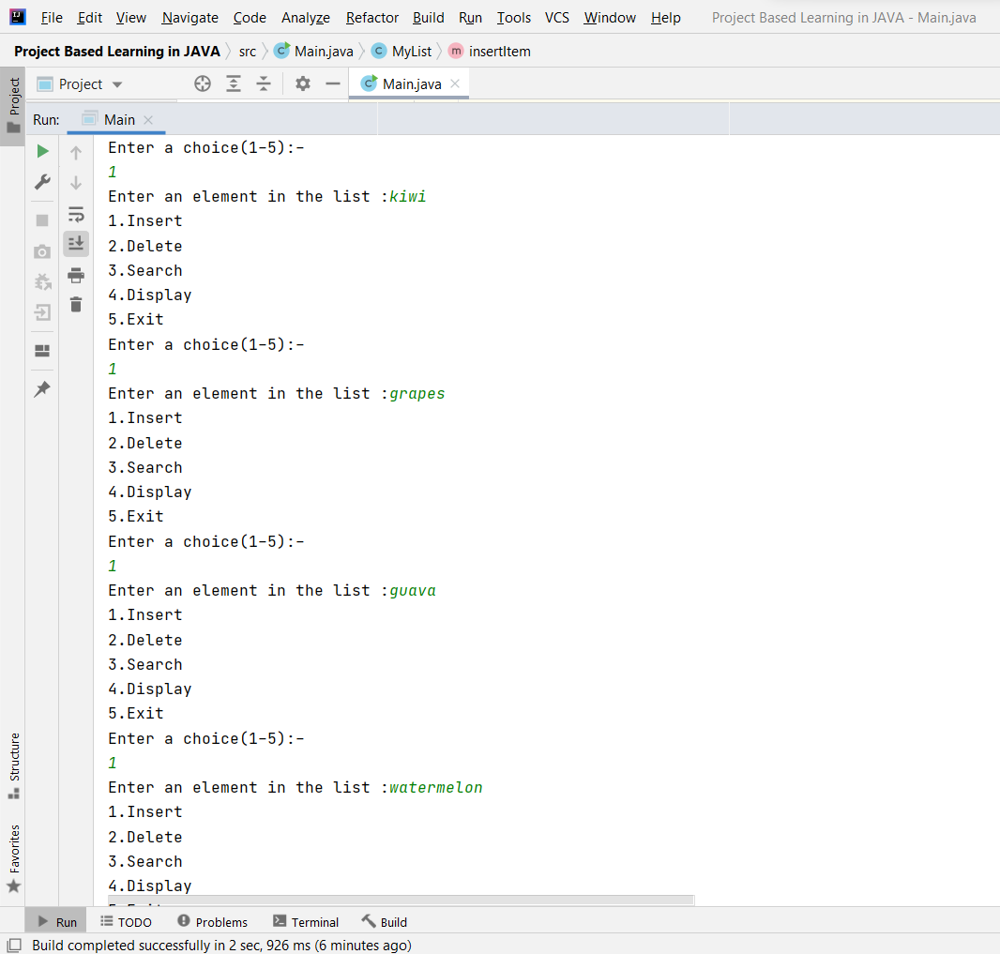 File Edit View Navigate Code Analyze Refactor Build Run Tools VCS Window Help Project Based Learning in JAVA - Main.java
Project Based Learning in JAVA src Main.java MyList insertItem
Project Main.java
Project
Run: Main
Enter a choice(1-5):-
1
Enter an element in the list :kiwi
1.Insert
2.Delete
3.Search
4.Display
5.Exit
Enter a choice(1-5):-
1
Enter an element in the list :grapes
1.Insert
2.Delete
3.Search
4.Display
5.Exit
Enter a choice(1-5):-
1
Enter an element in the list :guava
1.Insert
2.Delete
3.Search
4.Display
5.Exit
Enter a choice(1-5):-
1
Enter an element in the list :watermelon
1.Insert
2.Delete
3.Search
4.Display
Structure
Favorites
Run TODO Problems Terminal Build
Build completed successfully in 2 sec, 926 ms (6 minutes ago)